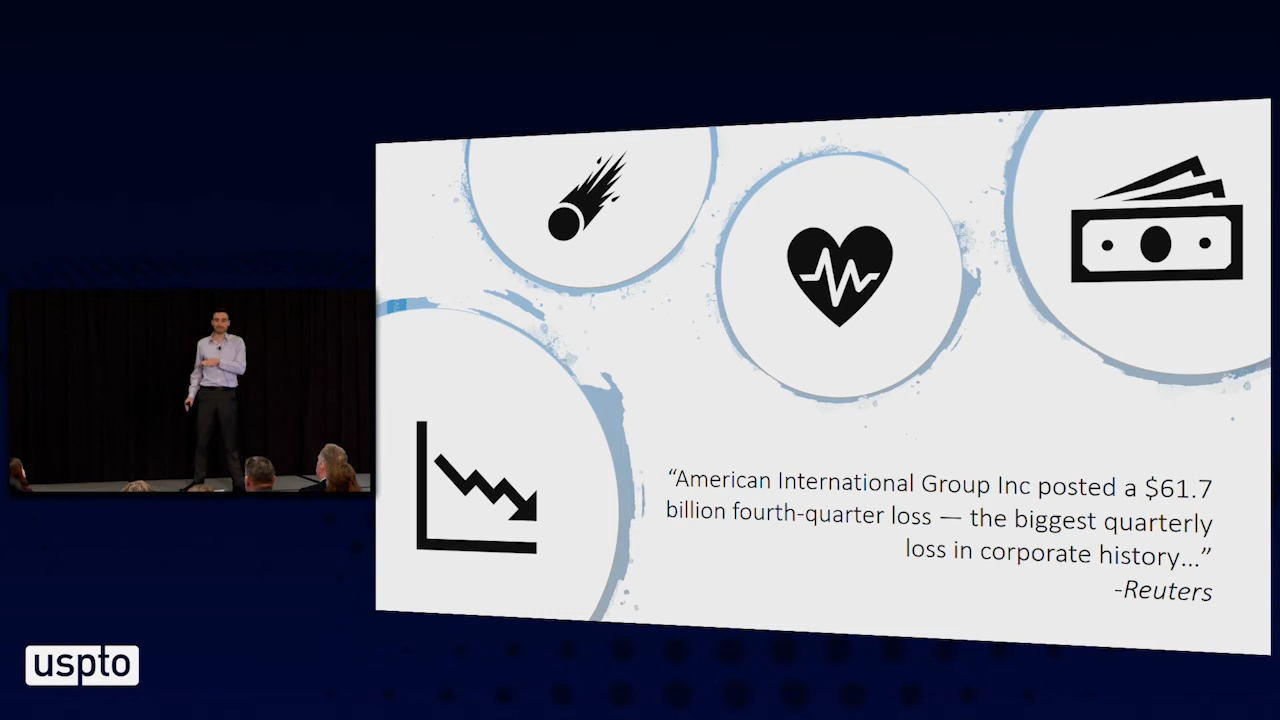 “American International Group Inc posted a $61.7
billion fourth-quarter loss — the biggest quarterly
loss in corporate history…”
-Reuters
uspto